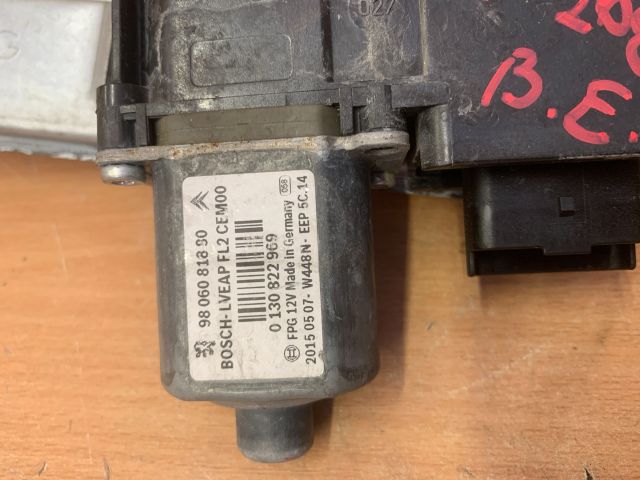 98 060 818 80
BOSCH-LVEAP FL2 CEM00
0 130 822 969
FPG 12V Made in Germany
058
2015 05 07- W448N- EEP 5C.14
B.E.